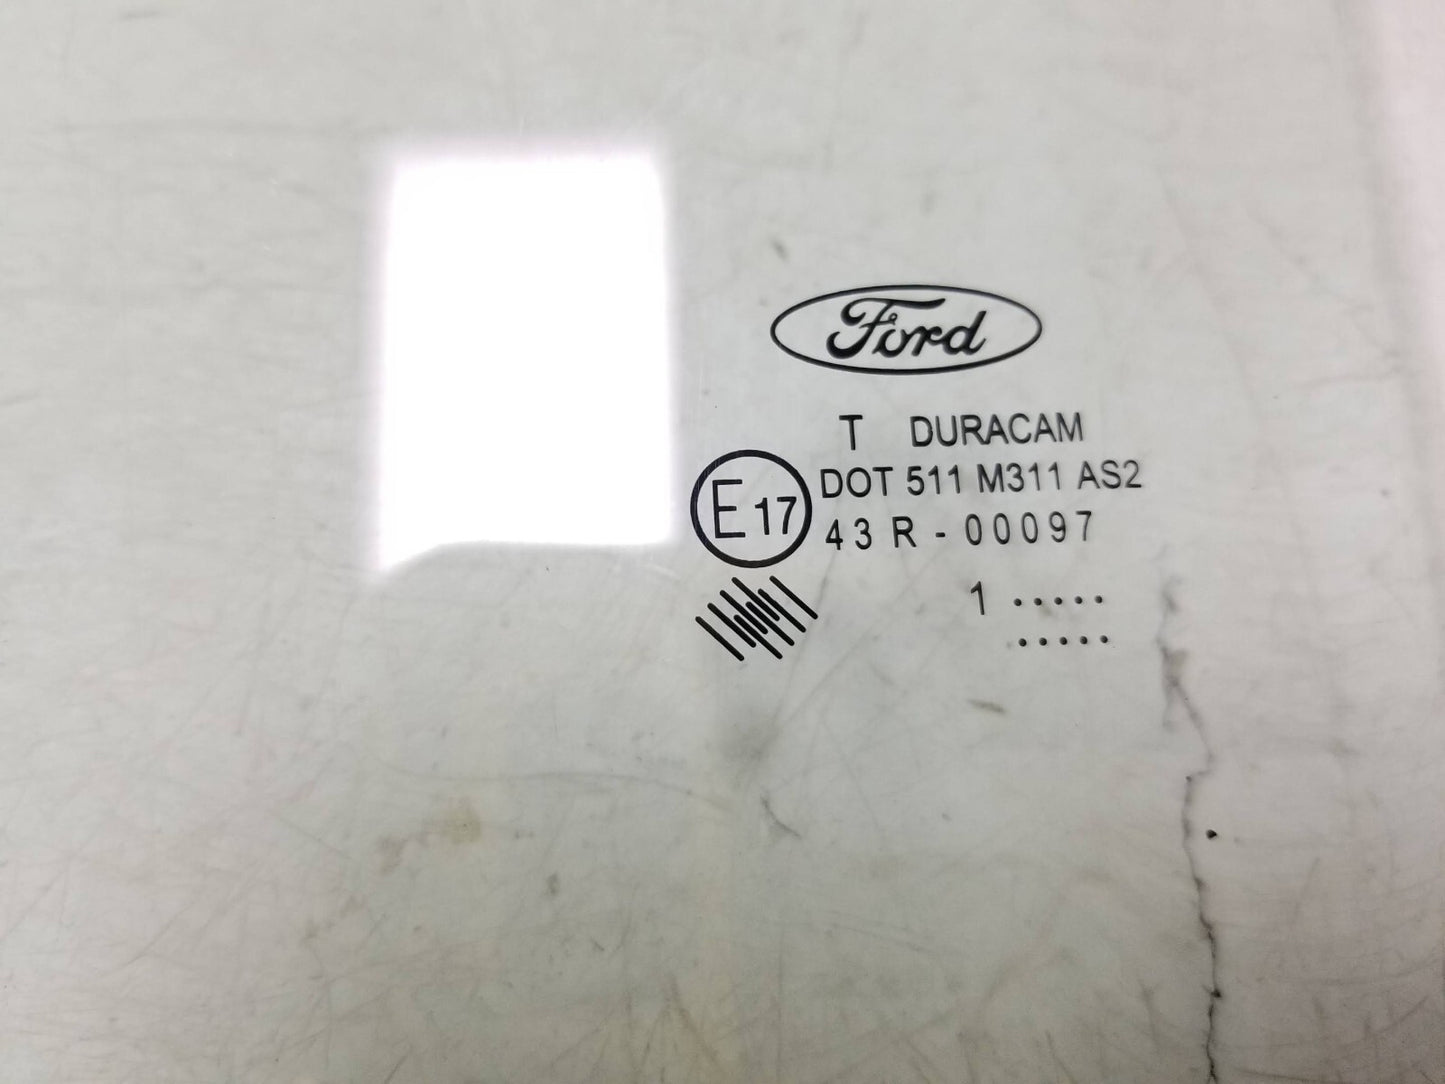 Ford
T DURACAM
DOT 511 M311 AS2
E17
43 R - 00097
1 .....
.....